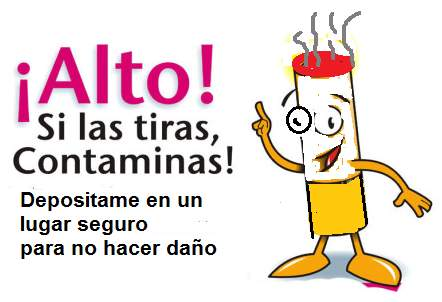 ¡Alto!
Si las tiras,
Contaminas!
Depositame en un
lugar seguro
para no hacer daño